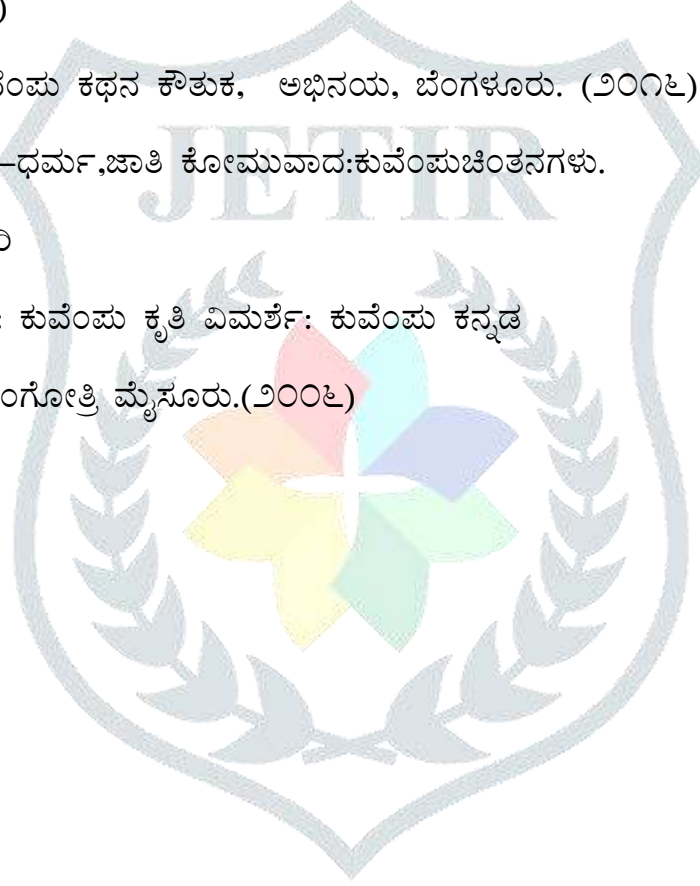 )
ವೆಂಪು ಕಥನ ಕೌತುಕ, ಅಭಿನಯ, ಬೆಂಗಳೂರು. (೨೦೧೬)
–ಧರ್ಮ,ಜಾತಿ ಕೋಮುವಾದ:ಕುವೆಂಪುಚಿಂತನಗಳು.
JETIR
: ಕುವೆಂಪು ಕೃತಿ ವಿಮರ್ಶೆ: ಕುವೆಂಪು ಕನ್ನಡ
ಂಗೋತ್ರಿ ಮೈಸೂರು.(೨೦೦೬)